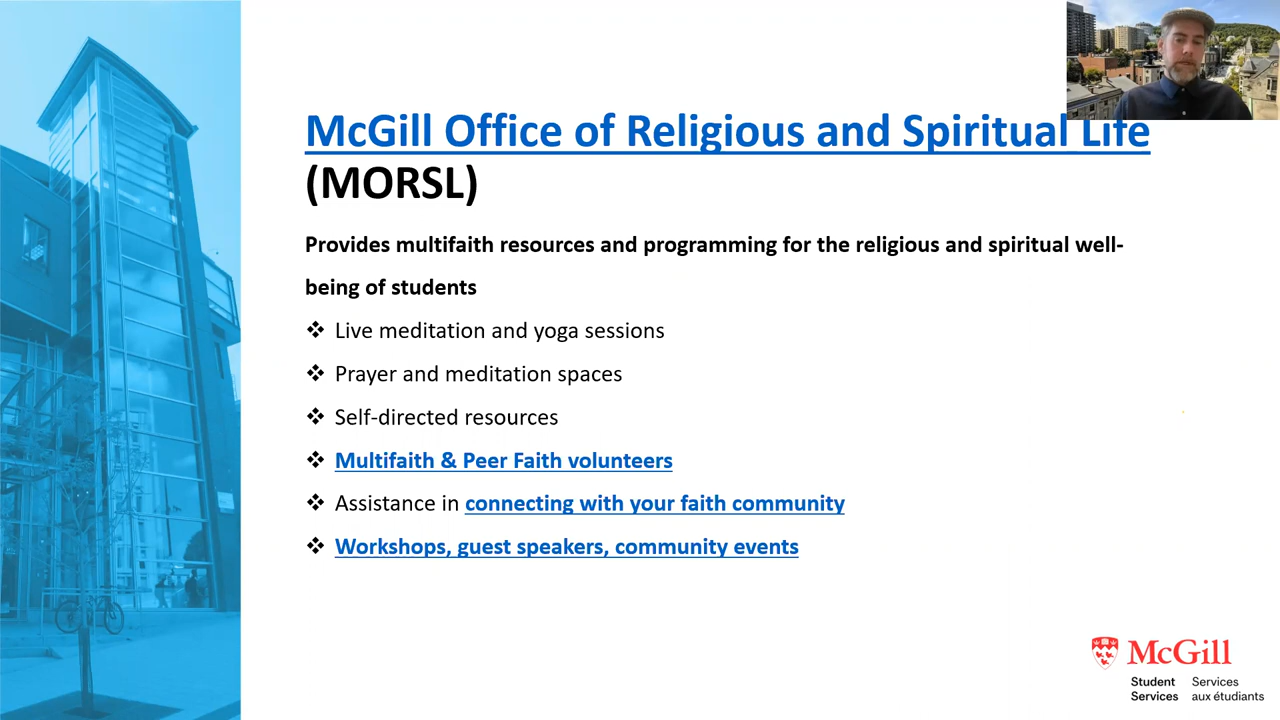 McGill Office of Religious and Spiritual Life
(MORSL)
Provides multifaith resources and programming for the religious and spiritual well-
being of students
❖ Live meditation and yoga sessions
❖ Prayer and meditation spaces
❖ Self-directed resources
❖ Multifaith & Peer Faith volunteers
❖ Assistance in connecting with your faith community
❖ Workshops, guest speakers, community events
McGill
Student Services
Services aux étudiants